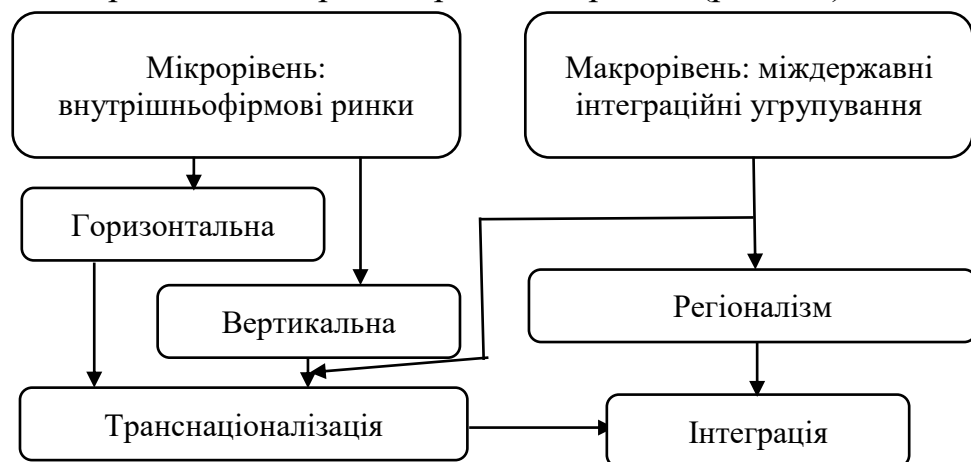 Мікрорівень:
внутрішньофірмові ринки
Макрорівень: міждержавні
інтеграційні угрупування
Горизонтальна
Вертикальна
Регіоналізм
Транснаціоналізація
Інтеграція